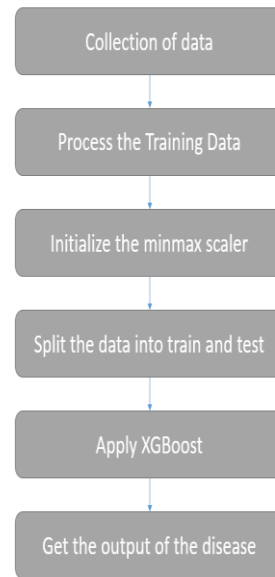 Collection of data
Process the Training Data
Initialize the minmax scaler
Split the data into train and test
Apply XGBoost
Get the output of the disease